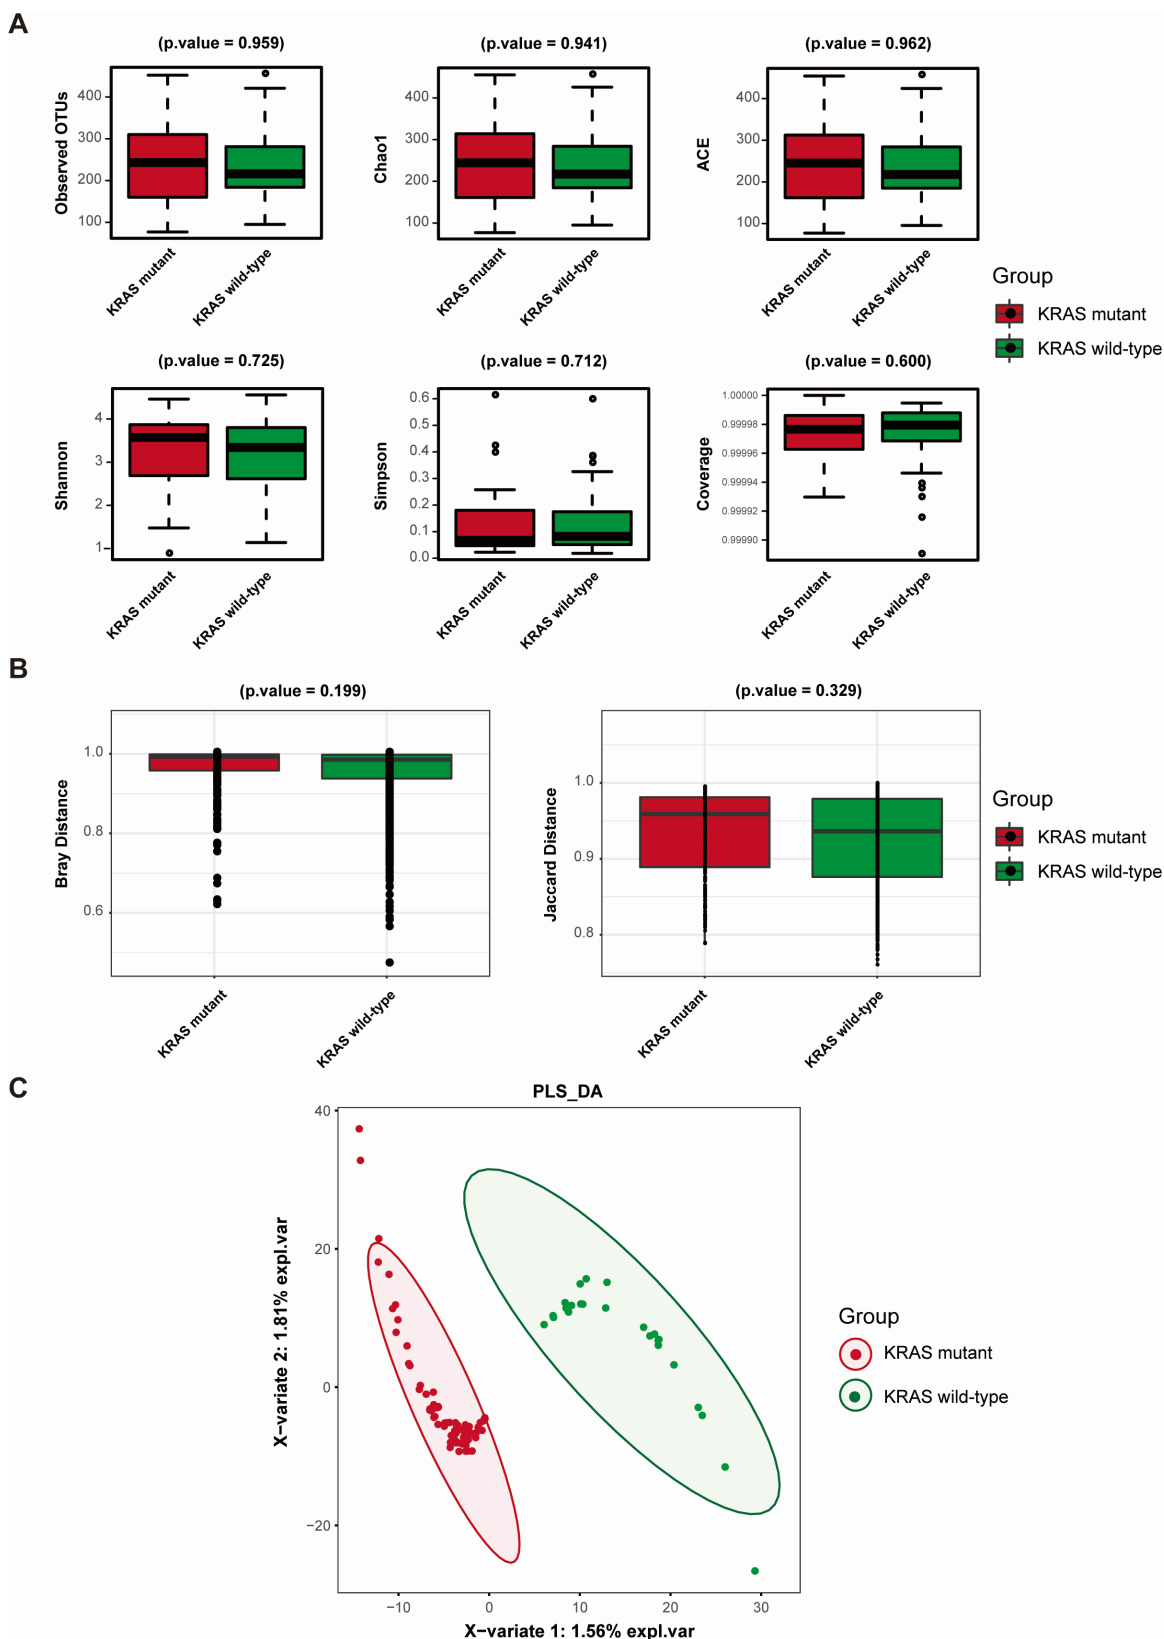 A
(p.value = 0.959)
(p.value = 0.941)
(p.value = 0.962)
Observed OTUs
400
300
200
100
KRAS mutant
KRAS wild-type
Chao1
400
300
200
100
KRAS mutant
KRAS wild-type
ACE
400
300
200
100
KRAS mutant
KRAS wild-type
Group
KRAS mutant
KRAS wild-type
(p.value = 0.725)
(p.value = 0.712)
(p.value = 0.600)
Shannon
4
3
2
1
KRAS mutant
KRAS wild-type
Simpson
0.6
0.5
0.4
0.3
0.2
0.1
0.0
KRAS mutant
KRAS wild-type
Coverage
1.00000
0.99998
0.99996
0.99994
0.99992
0.99990
KRAS mutant
KRAS wild-type
B
(p.value = 0.199)
(p.value = 0.329)
Bray Distance
1.0
0.8
0.6
KRAS mutant
KRAS wild-type
Jaccard Distance
1.0
0.9
0.8
KRAS mutant
KRAS wild-type
Group
KRAS mutant
KRAS wild-type
C
PLS_DA
X−variate 2: 1.81% expl.var
40
20
0
−20
−10
0
10
20
30
X−variate 1: 1.56% expl.var
Group
KRAS mutant
KRAS wild-type